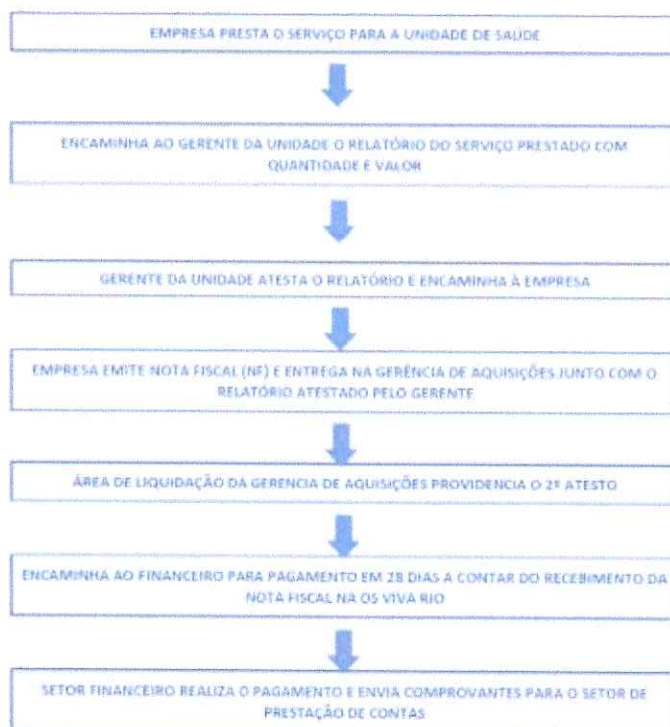 EMPRESA PRESTA O SERVIÇO PARA A UNIDADE DE SAÚDE
ENCAMINHA AO GERENTE DA UNIDADE O RELATÓRIO DO SERVIÇO PRESTADO COM
QUANTIDADE E VALOR
GERENTE DA UNIDADE ATESTA O RELATÓRIO E ENCAMINHA À EMPRESA
EMPRESA EMITE NOTA FISCAL (NF) E ENTREGA NA GERÊNCIA DE AQUISIÇÕES JUNTO COM O
RELATÓRIO ATESTADO PELO GERENTE
ÁREA DE LIQUIDAÇÃO DA GERENCIA DE AQUISIÇÕES PROVIDENCIA O 2º ATESTO
ENCAMINHA AO FINANCEIRO PARA PAGAMENTO EM 28 DIAS A CONTAR DO RECEBIMENTO DA
NOTA FISCAL NA OS VIVA RIO
SETOR FINANCEIRO REALIZA O PAGAMENTO E ENVIA COMPROVANTES PARA O SETOR DE
PRESTAÇÃO DE CONTAS